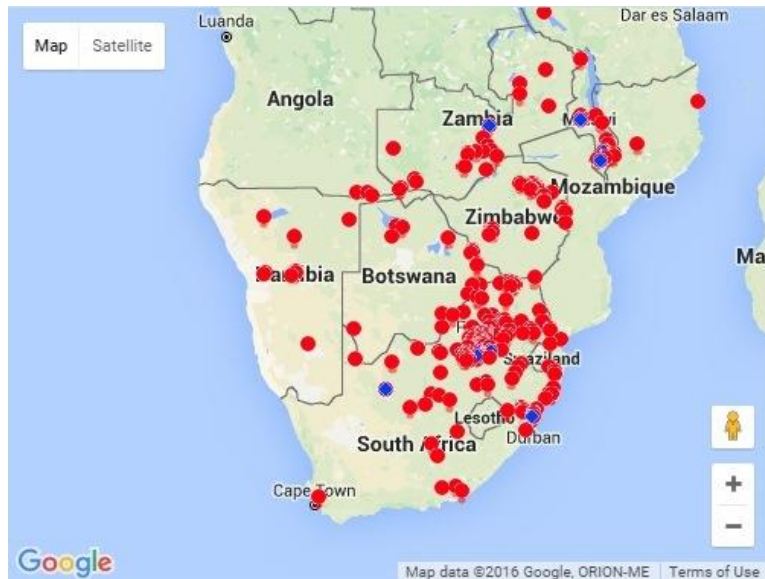 Luanda
Dar es Salaam
Map Satellite
Angola
Zambia
Mozambique
Zimbabwe
Botswana
Ma
Swaziland
Lesotho
Durban
South Africa
Cape Town
+
−
Google
Map data ©2016 Google, ORION-ME Terms of Use